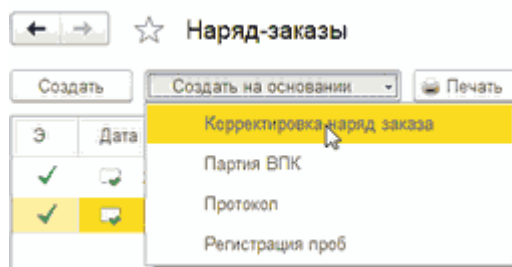 Наряд-заказы
Создать
Создать на основании
Печать
Э
Дата
Корректировка наряд заказа
Партия ВПК
Протокол
Регистрация проб